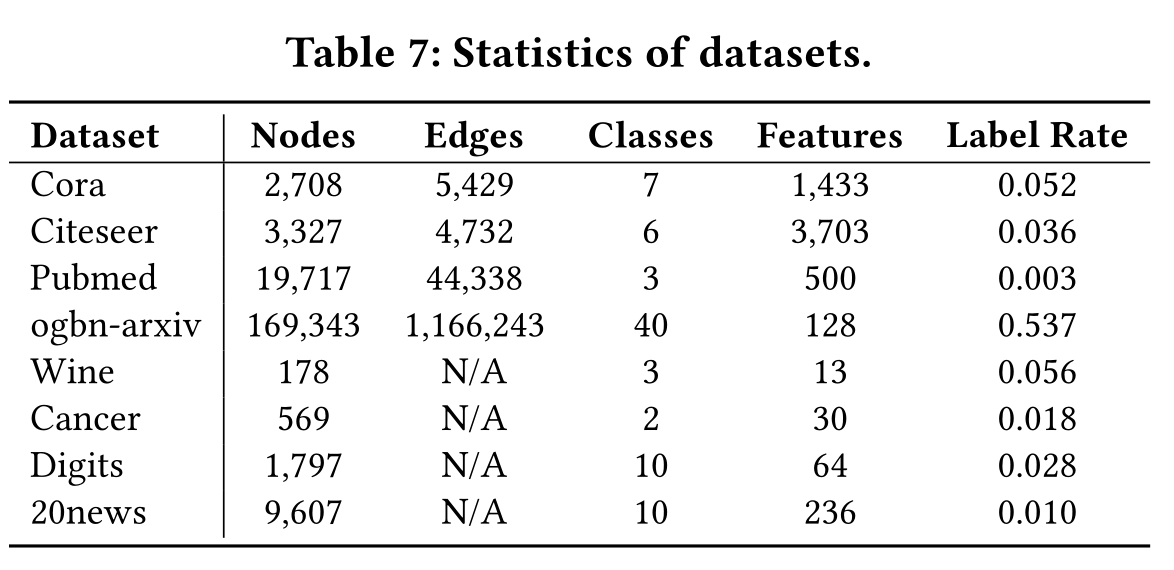 Table 7: Statistics of datasets.
Dataset Nodes Edges Classes Features Label Rate
Cora 2,708 5,429 7 1,433 0.052
Citeseer 3,327 4,732 6 3,703 0.036
Pubmed 19,717 44,338 3 500 0.003
ogbn-arxiv 169,343 1,166,243 40 128 0.537
Wine 178 N/A 3 13 0.056
Cancer 569 N/A 2 30 0.018
Digits 1,797 N/A 10 64 0.028
20news 9,607 N/A 10 236 0.010